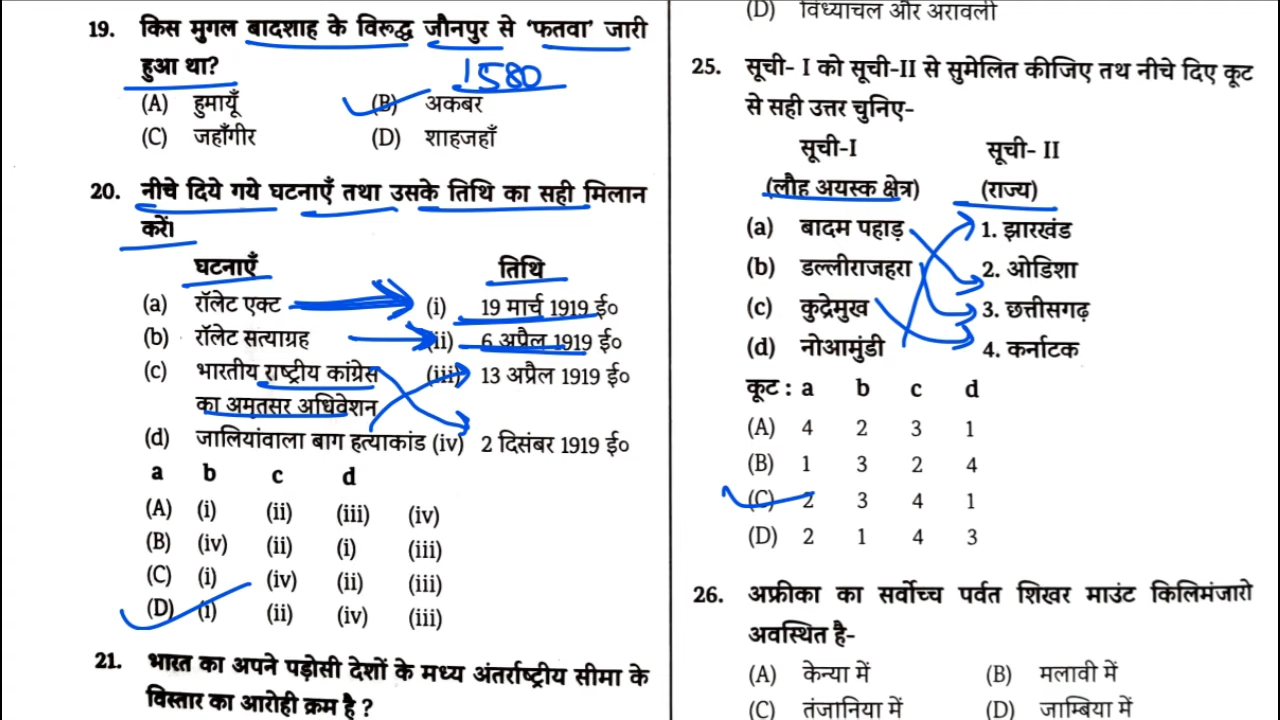 19. किस मुगल बादशाह के विरूद्ध जौनपुर से ‘फतवा’ जारी
हुआ था?
1580
(A) हुमायूँ (B) अकबर
(C) जहाँगीर (D) शाहजहाँ
20. नीचे दिये गये घटनाएँ तथा उसके तिथि का सही मिलान
करें।
घटनाएँ तिथि
(a) रॉलेट एक्ट (i) 19 मार्च 1919 ई०
(b) रॉलेट सत्याग्रह (ii) 6 अप्रैल 1919 ई०
(c) भारतीय राष्ट्रीय कांग्रेस (iii) 13 अप्रैल 1919 ई०
का अमृतसर अधिवेशन
(d) जालियांवाला बाग हत्याकांड (iv) 2 दिसंबर 1919 ई०
a b c d
(A) (i) (ii) (iii) (iv)
(B) (iv) (ii) (i) (iii)
(C) (i) (iv) (ii) (iii)
(D) (i) (ii) (iv) (iii)
21. भारत का अपने पड़ोसी देशों के मध्य अंतर्राष्ट्रीय सीमा के
विस्तार का आरोही क्रम है ?
(D) विंध्याचल और अरावली
25. सूची- I को सूची-II से सुमेलित कीजिए तथ नीचे दिए कूट
से सही उत्तर चुनिए-
सूची-I सूची- II
(लौह अयस्क क्षेत्र) (राज्य)
(a) बादम पहाड़ 1. झारखंड
(b) डल्लीराजहरा 2. ओडिशा
(c) कुद्रेमुख 3. छत्तीसगढ़
(d) नोआमुंडी 4. कर्नाटक
कूट : a b c d
(A) 4 2 3 1
(B) 1 3 2 4
(C) 2 3 4 1
(D) 2 1 4 3
26. अफ्रीका का सर्वोच्च पर्वत शिखर माउंट किलिमंजारो
अवस्थित है-
(A) केन्या में (B) मलावी में
(C) तंजानिया में (D) जाम्बिया में